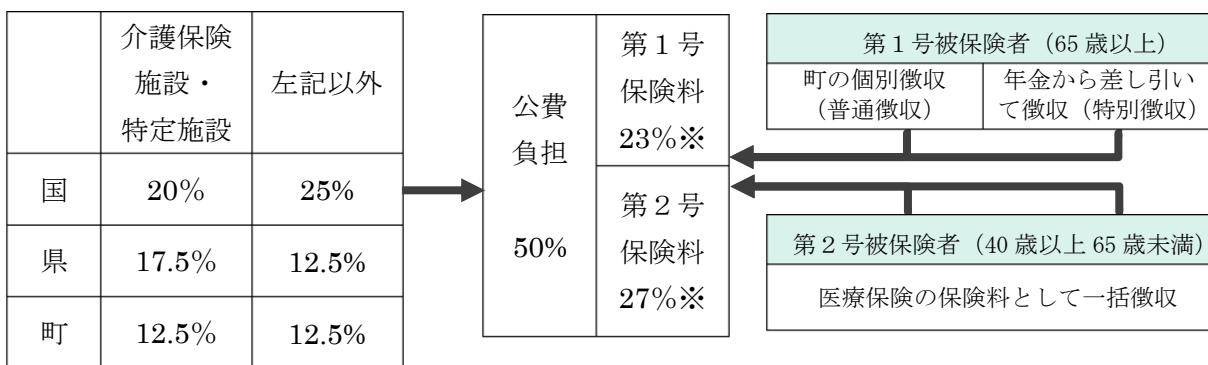 介護保険
施設・
特定施設
左記以外
国
20%
25%
県
17.5%
12.5%
町
12.5%
12.5%
公費
負担
50%
第１号
保険料
23%※
第２号
保険料
27%※
第１号被保険者（65歳以上）
町の個別徴収
（普通徴収）
年金から差し引い
て徴収（特別徴収）
第２号被保険者（40歳以上65歳未満）
医療保険の保険料として一括徴収